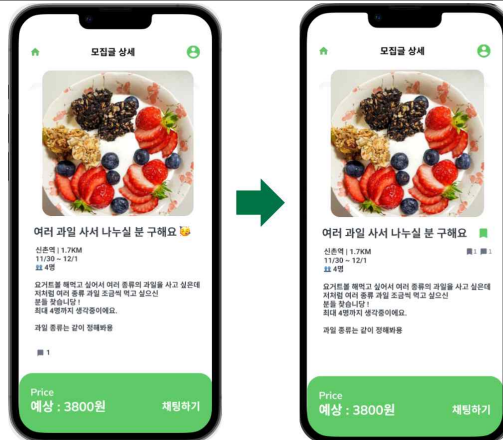 모집글 상세
여러 과일 사서 나누실 분 구해요 🥰
신촌역 | 1.7KM
11/30 ~ 12/1
4명
요거트볼 해먹고 싶어서 여러 종류의 과일을 사고 싶은데
저처럼 여러 종류 과일 조금씩 먹고 싶으신
분들 찾습니당 !
최대 4명까지 생각중이에요.
과일 종류는 같이 정해봐용
1
Price
예상 : 3800원
채팅하기
모집글 상세
여러 과일 사서 나누실 분 구해요
신촌역 | 1.7KM
1 1
11/30 ~ 12/1
4명
요거트볼 해먹고 싶어서 여러 종류의 과일을 사고 싶은데
저처럼 여러 종류 과일 조금씩 먹고 싶으신
분들 찾습니당 !
최대 4명까지 생각중이에요.
과일 종류는 같이 정해봐용
Price
예상 : 3800원
채팅하기